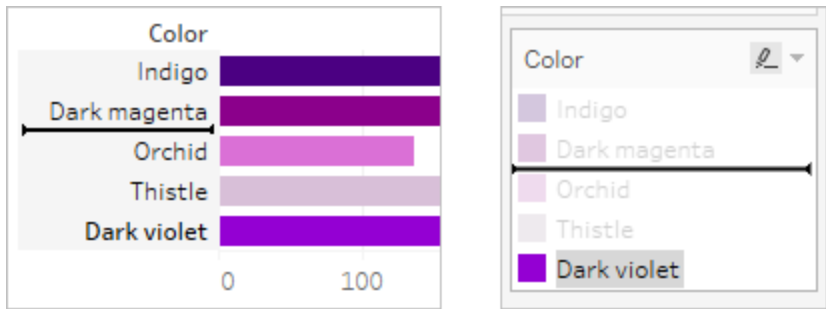 Color
Indigo
Dark magenta
Orchid
Thistle
Dark violet
0 100
Color
Indigo
Dark magenta
Orchid
Thistle
Dark violet